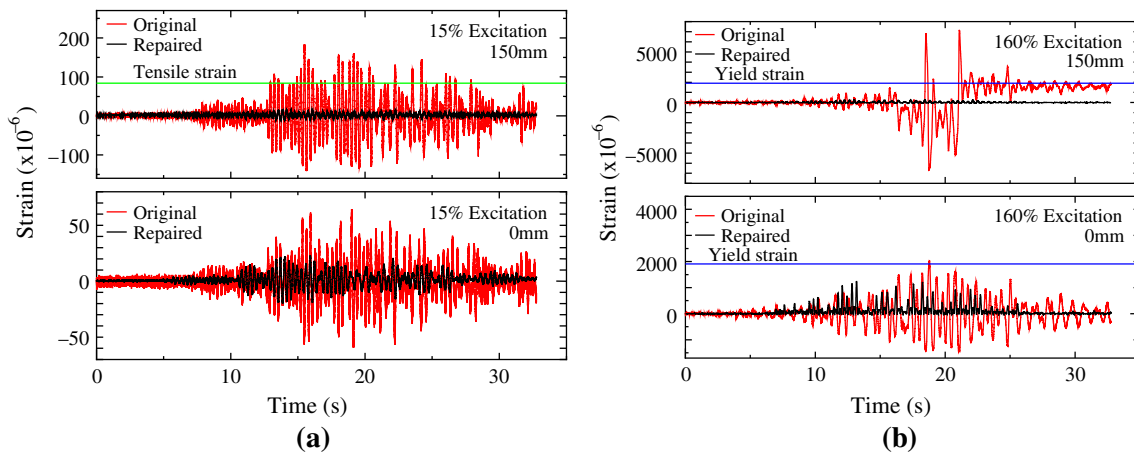 Original
Repaired
15% Excitation
150mm
Tensile strain
200
100
0
−100
Original
Repaired
15% Excitation
0mm
50
0
−50
Strain (x10⁻⁶)
0
10
20
30
Time (s)
(a)
Original
Repaired
Yield strain
160% Excitation
150mm
5000
0
−5000
Original
Repaired
Yield strain
160% Excitation
0mm
4000
2000
0
Strain (x10⁻⁶)
0
10
20
30
Time (s)
(b)